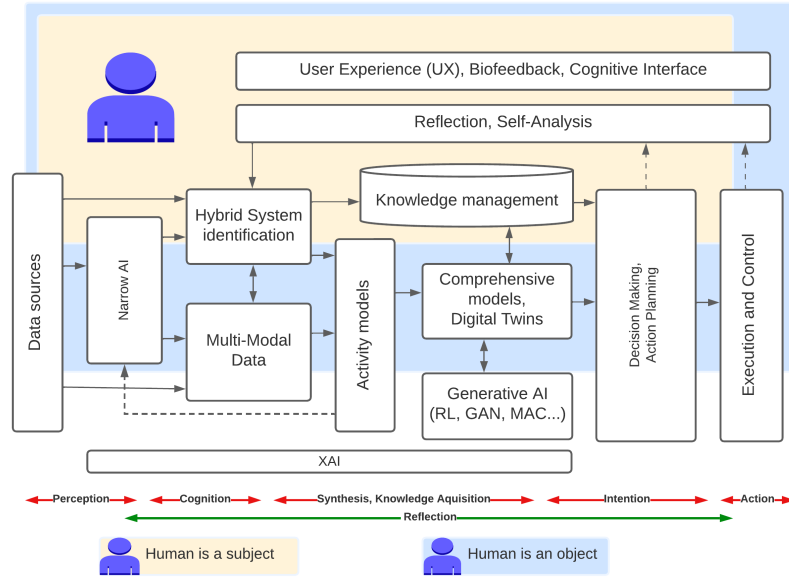 User Experience (UX), Biofeedback, Cognitive Interface
Reflection, Self-Analysis
Data sources
Narrow AI
Hybrid System
identification
Multi-Modal
Data
Activity models
Knowledge management
Comprehensive
models,
Digital Twins
Generative AI
(RL, GAN, MAC...)
Decision Making,
Action Planning
Execution and Control
XAI
Perception
Cognition
Synthesis, Knowledge Aquisition
Intention
Action
Reflection
Human is a subject
Human is an object